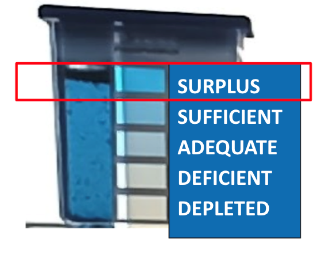 SURPLUS
SUFFICIENT
ADEQUATE
DEFICIENT
DEPLETED